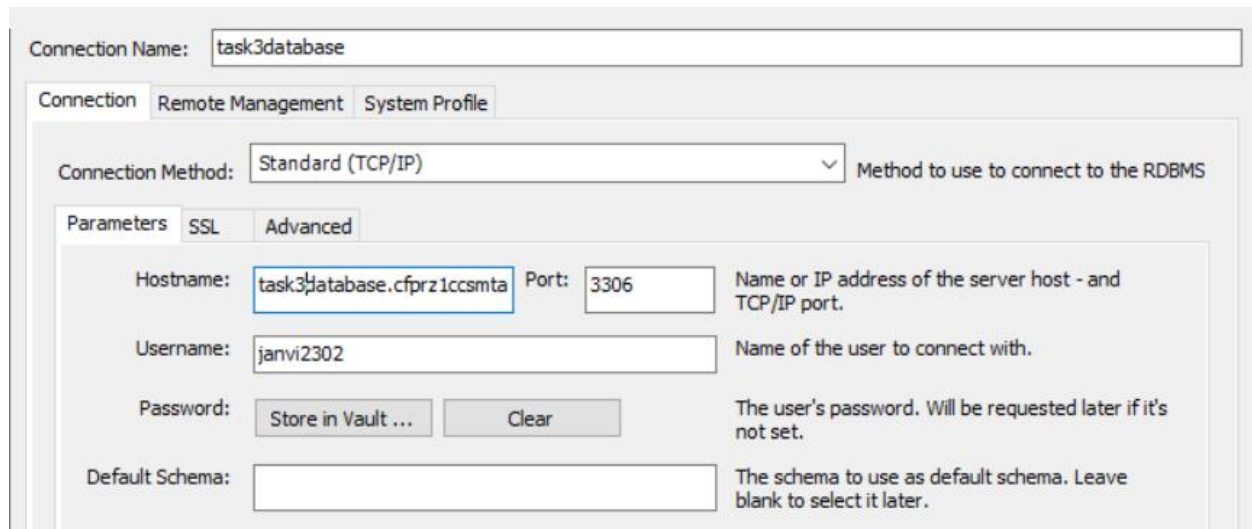 Connection Name: task3database
Connection Remote Management System Profile
Connection Method: Standard (TCP/IP) Method to use to connect to the RDBMS
Parameters SSL Advanced
Hostname: task3database.cfprz1ccsmta Port: 3306 Name or IP address of the server host - and
TCP/IP port.
Username: janvi2302 Name of the user to connect with.
Password: Store in Vault ... Clear The user's password. Will be requested later if it's
not set.
Default Schema: The schema to use as default schema. Leave
blank to select it later.